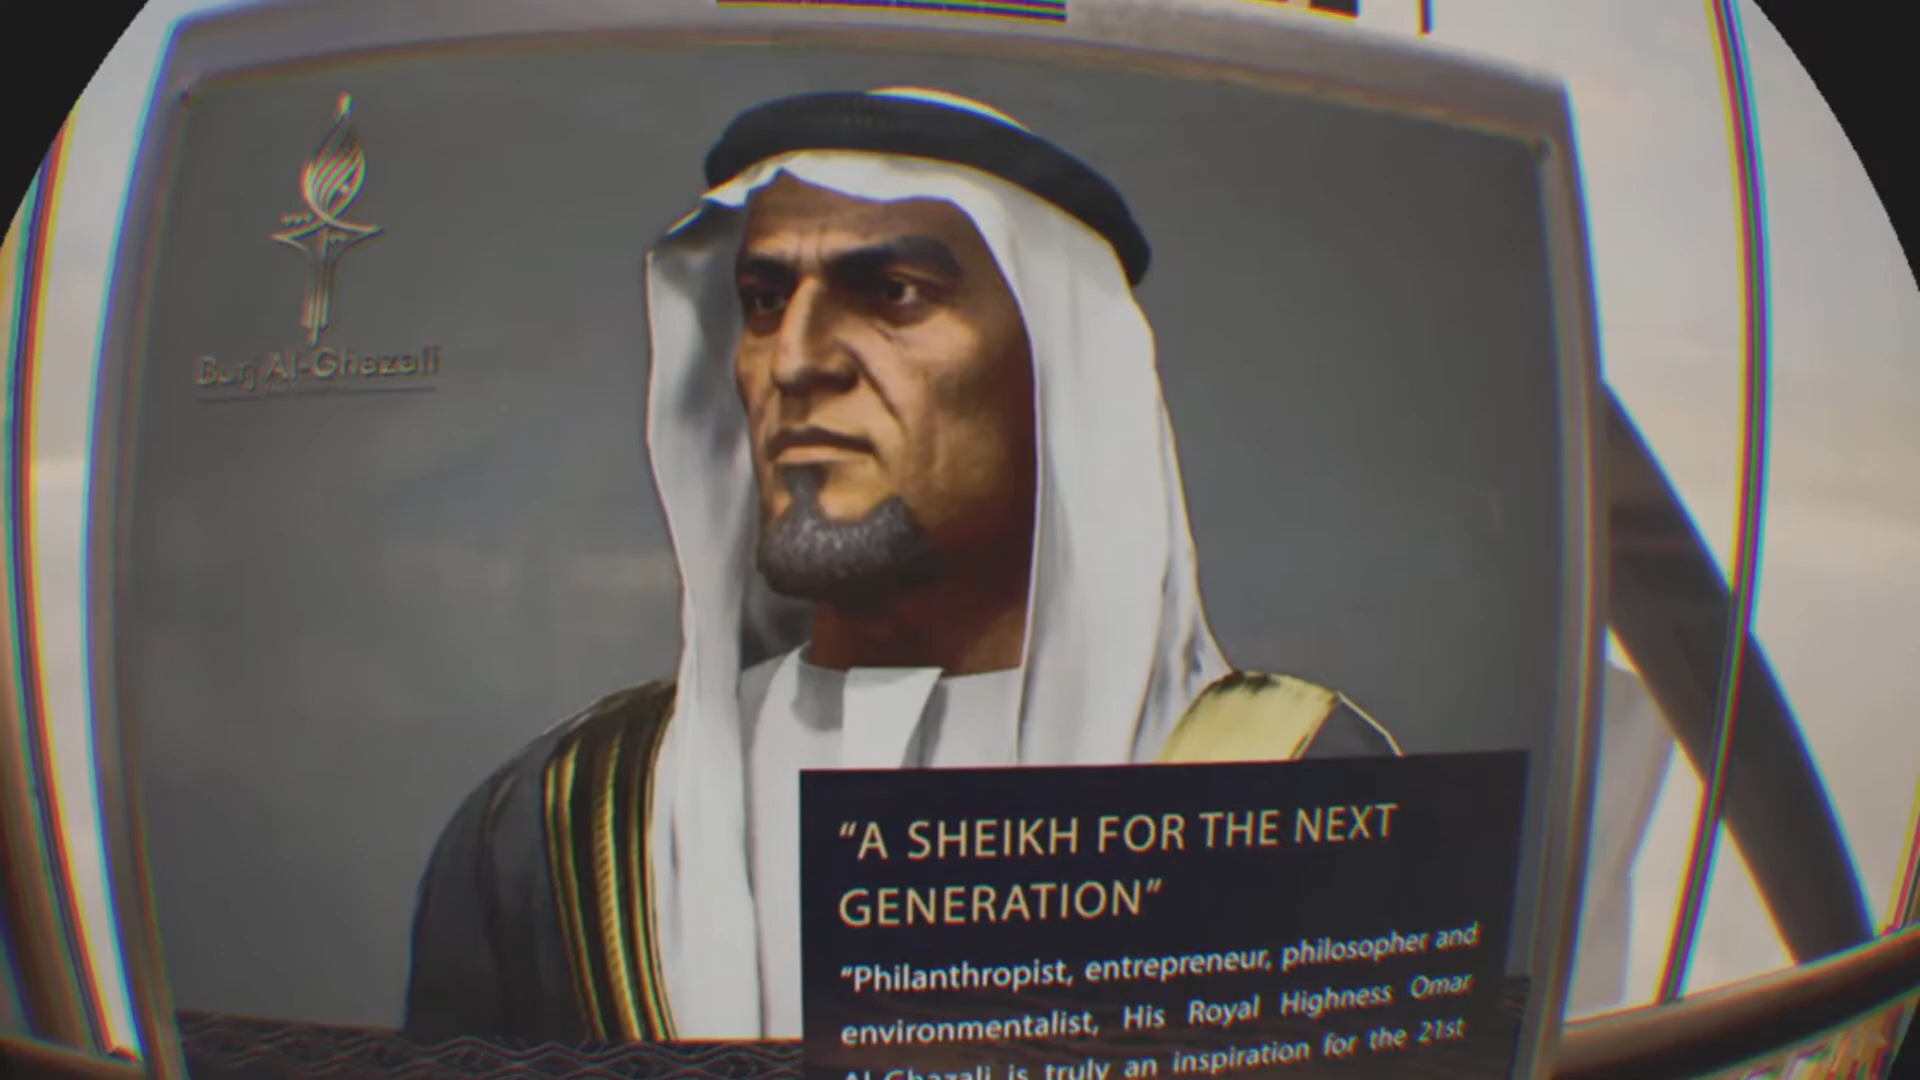 Burj Al-Ghazali
“A SHEIKH FOR THE NEXT
GENERATION”
“Philanthropist, entrepreneur, philosopher and
environmentalist, His Royal Highness Omar
Al-Ghazali is truly an inspiration for the 21st